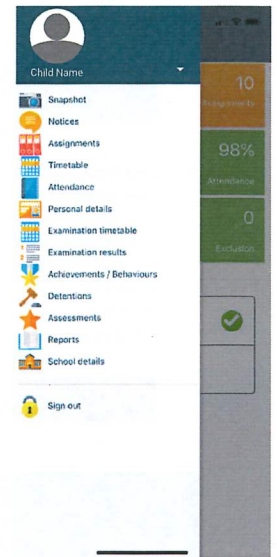 Child Name
10
Assignments
Snapshot
Notices
Assignments
98%
Timetable
Attendance
Attendance
Personal details
0
Examination timetable
Exclusion
Examination results
Achievements / Behaviours
Detentions
Assessments
Reports
School details
Sign out